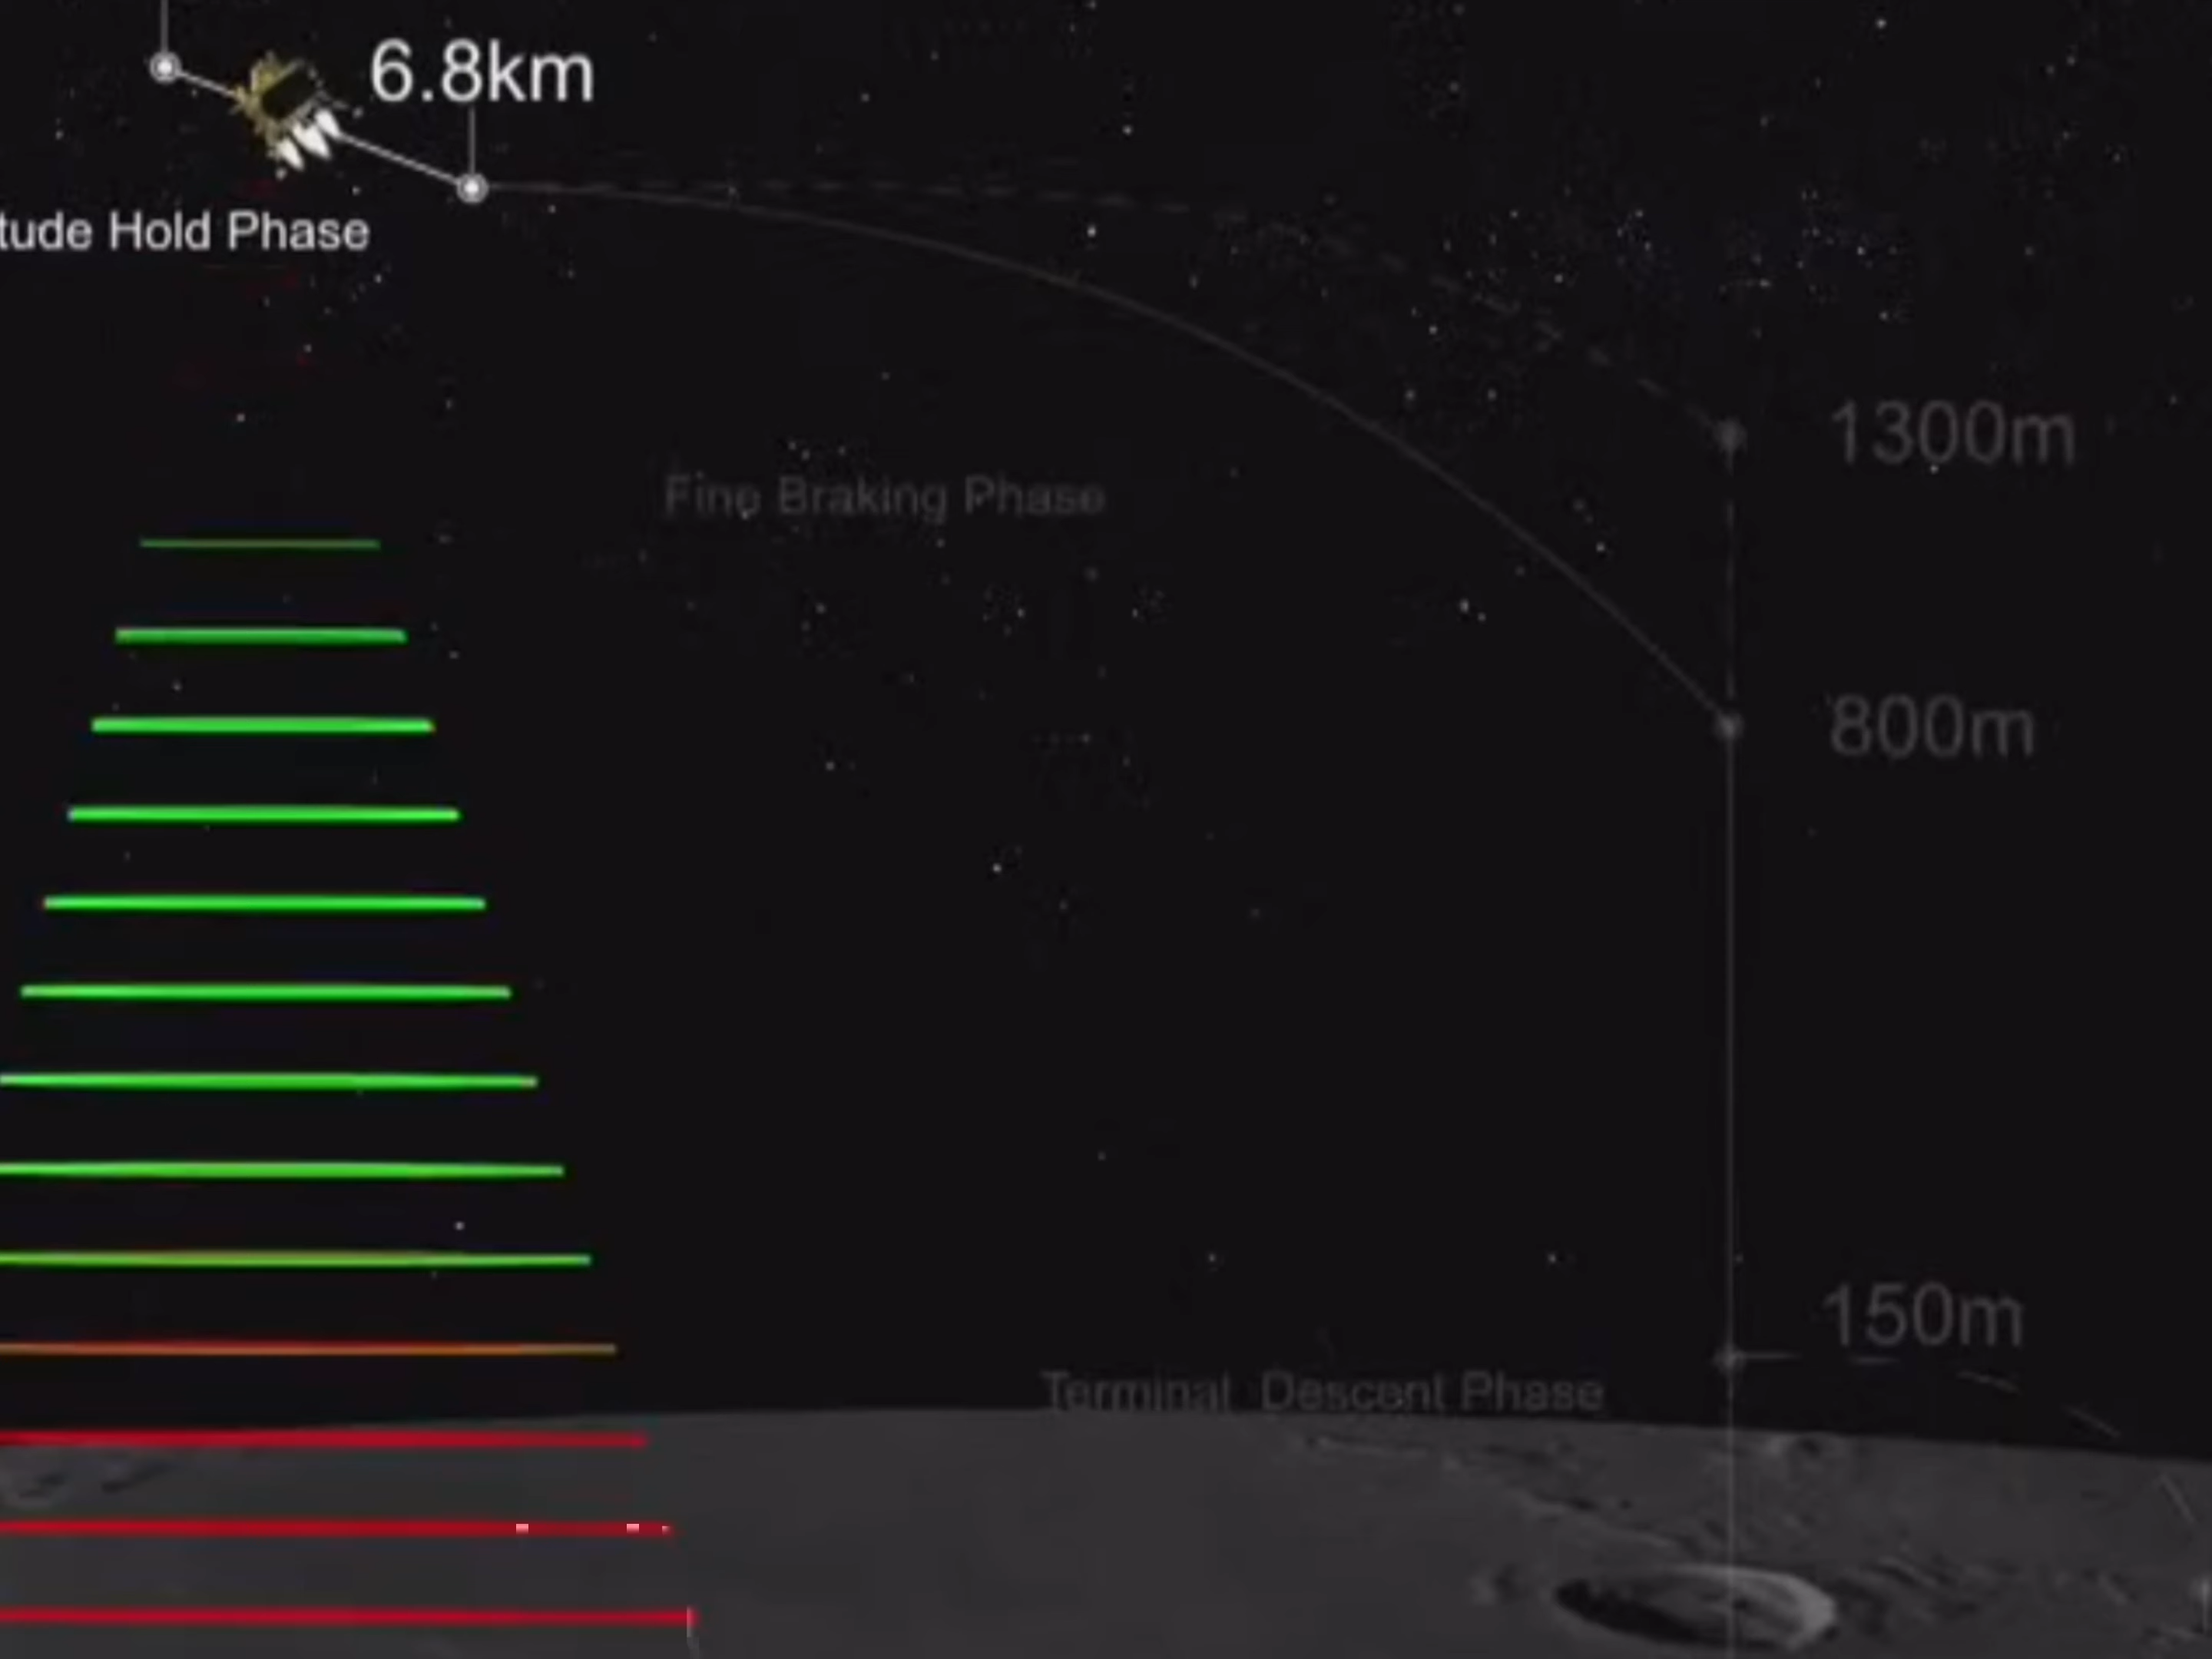 6.8km
tude Hold Phase
1300m
Fine Braking Phase
800m
150m
Terminal Descent Phase